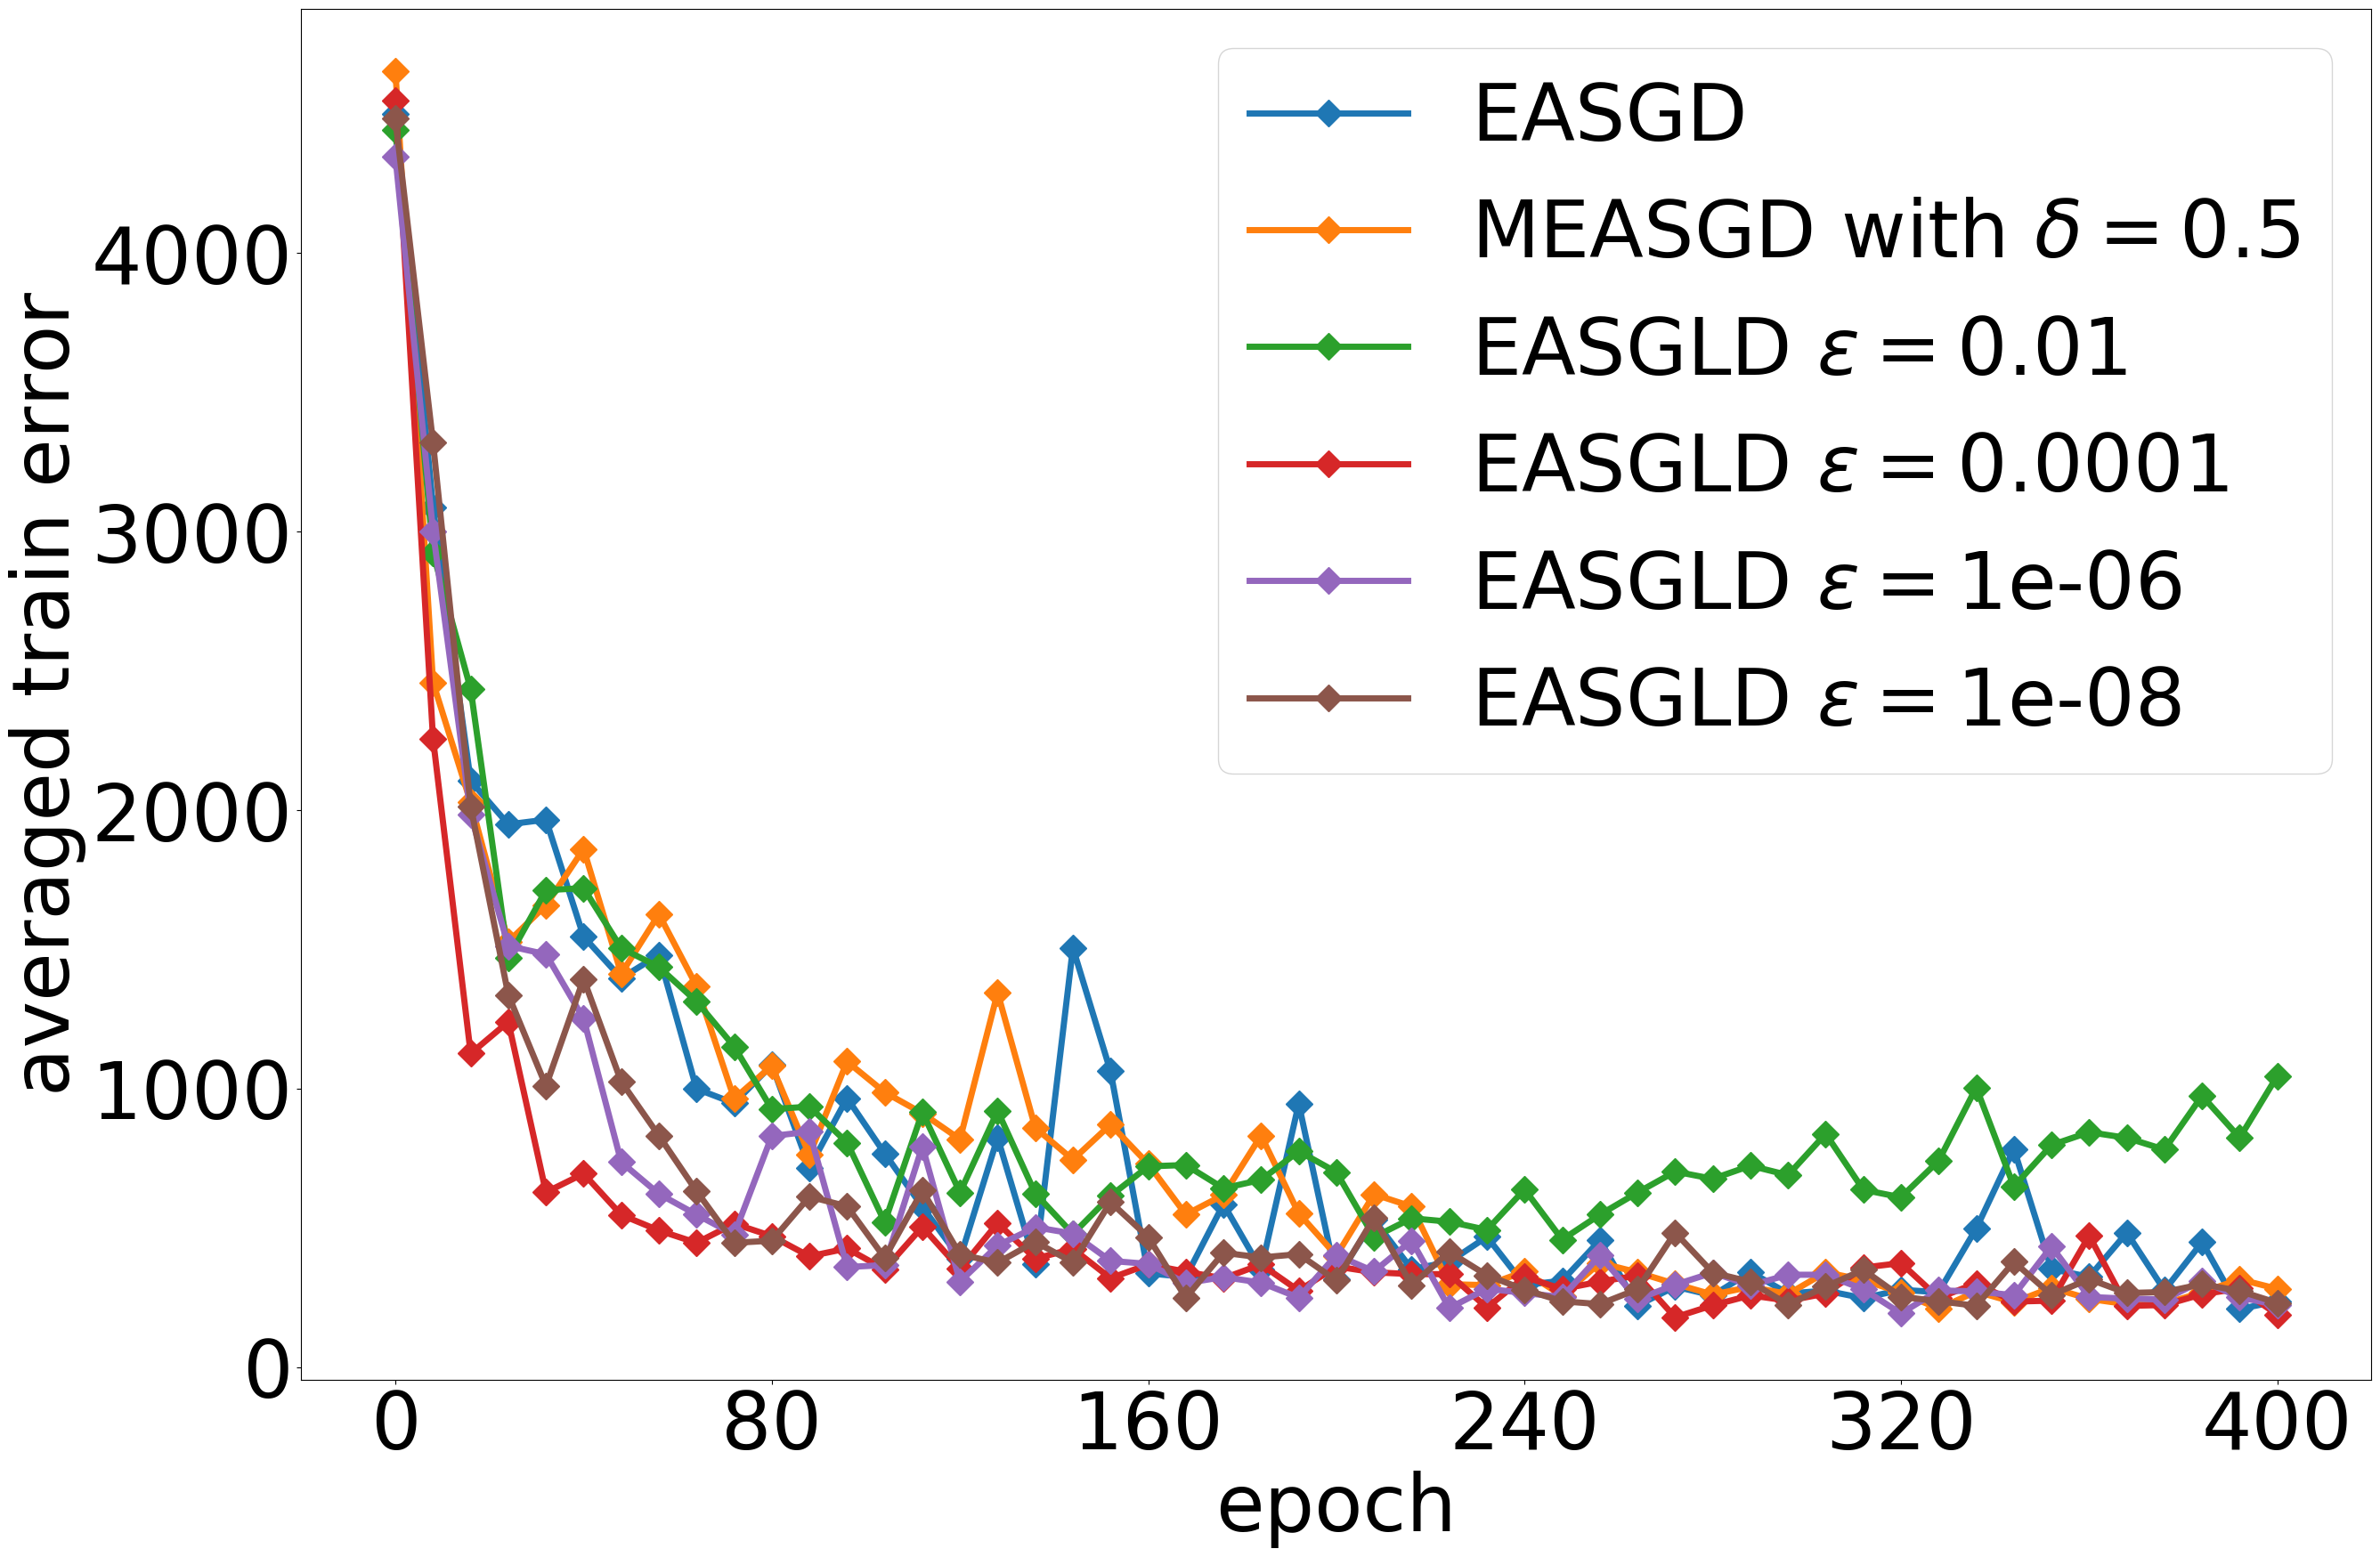 averaged train error
4000
3000
2000
1000
0
0 80 160 240 320 400
epoch
EASGD
MEASGD with δ = 0.5
EASGLD ε = 0.01
EASGLD ε = 0.0001
EASGLD ε = 1e-06
EASGLD ε = 1e-08